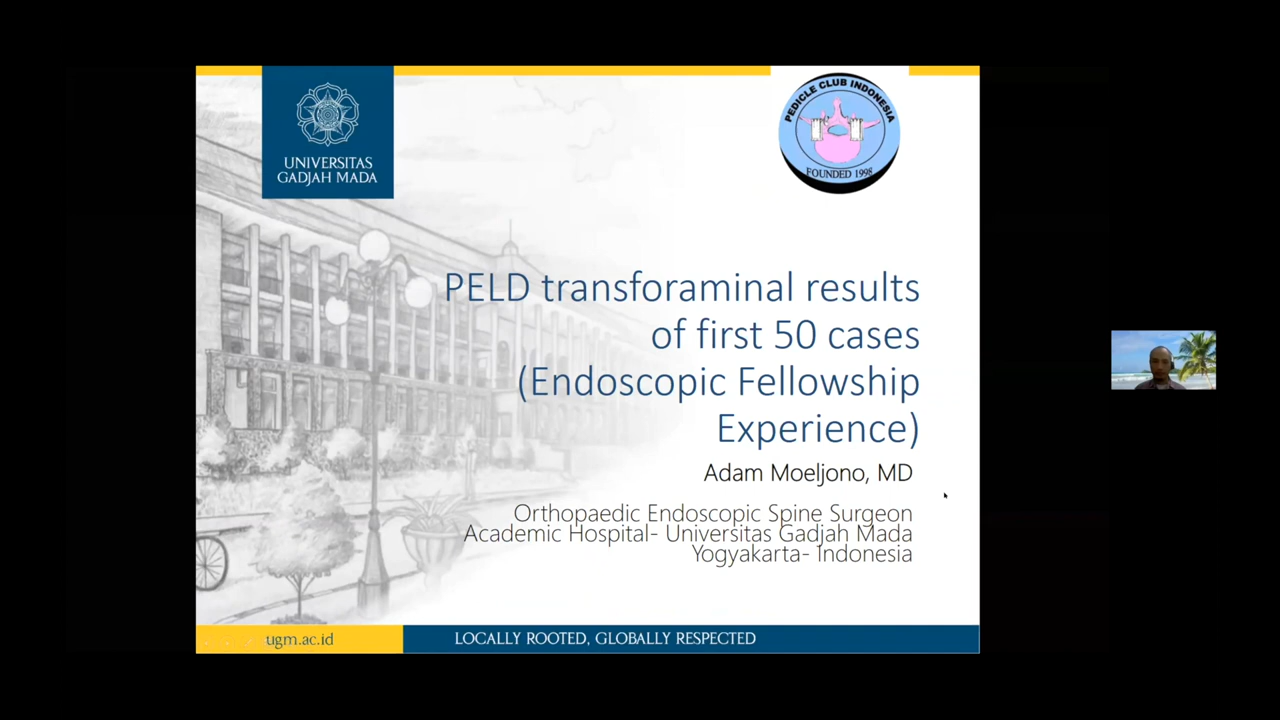 UNIVERSITAS
GADJAH MADA
PEDICLE CLUB INDONESIA
FOUNDED 1998
PELD transforaminal results
of first 50 cases
(Endoscopic Fellowship
Experience)
Adam Moeljono, MD
Orthopaedic Endoscopic Spine Surgeon
Academic Hospital- Universitas Gadjah Mada
Yogyakarta- Indonesia
ugm.ac.id
LOCALLY ROOTED, GLOBALLY RESPECTED